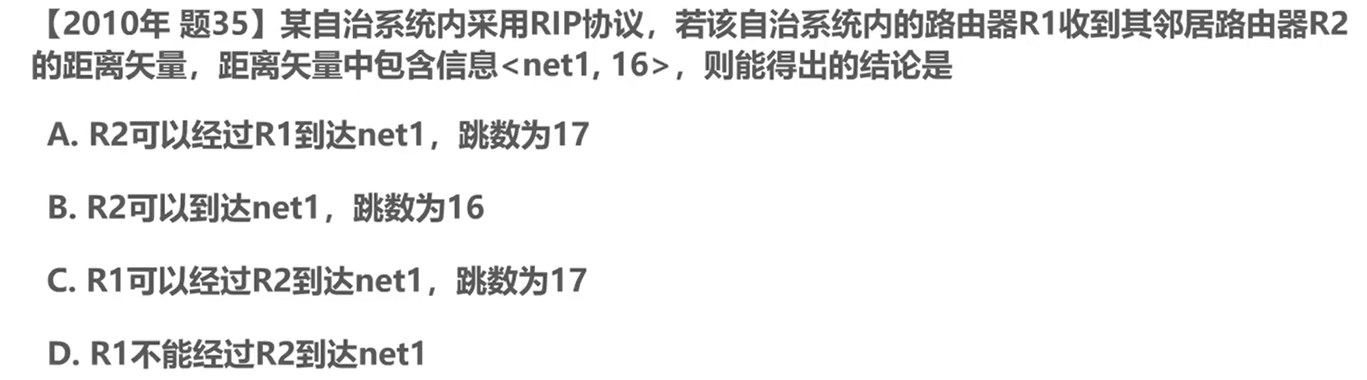 【2010年 题35】某自治系统内采用RIP协议，若该自治系统内的路由器R1收到其邻居路由器R2
的距离矢量，距离矢量中包含信息<net1, 16>，则能得出的结论是
A. R2可以经过R1到达net1，跳数为17
B. R2可以到达net1，跳数为16
C. R1可以经过R2到达net1，跳数为17
D. R1不能经过R2到达net1